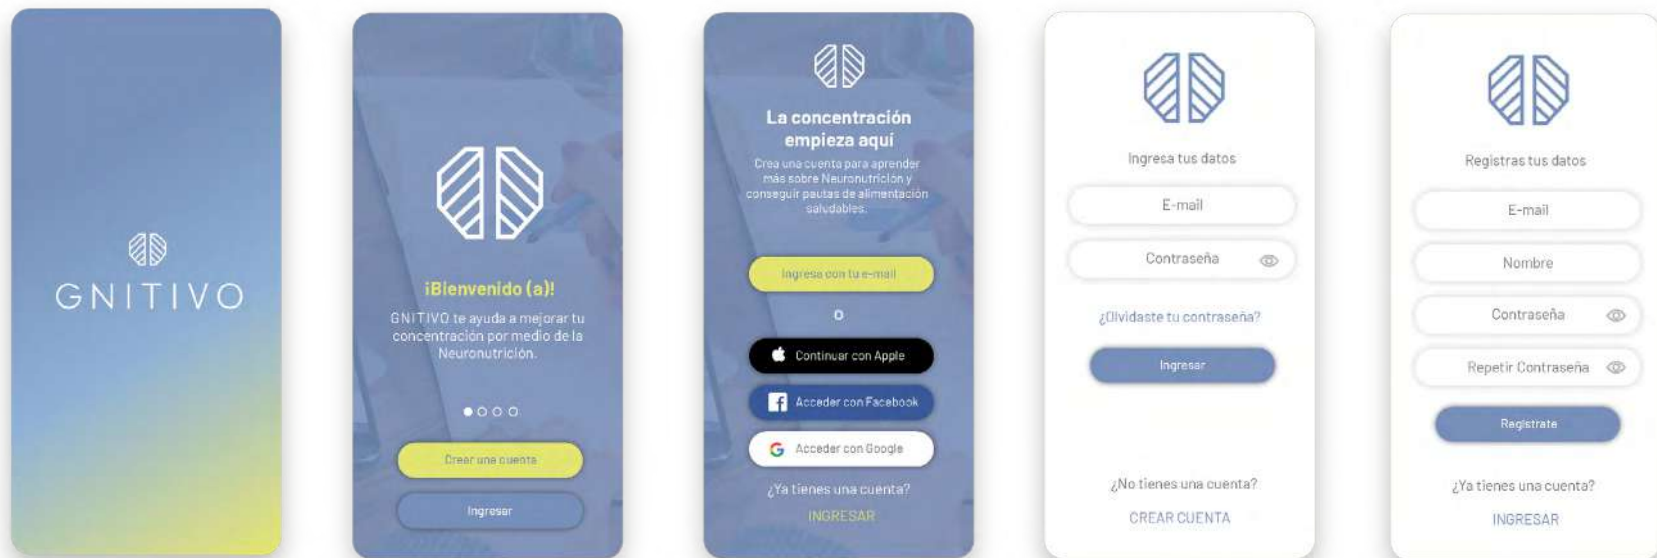 GNITIVO
¡Bienvenido (a)!
GNITIVO te ayuda a mejorar tu
concentración por medio de la
Neuronutrición.
Crear una cuenta
Ingresar
La concentración
empieza aquí
Crea una cuenta para aprender
más sobre Neuronutrición y
conseguir pautas de alimentación
saludables.
Ingresa con tu e-mail
O
Continuar con Apple
Acceder con Facebook
Acceder con Google
¿Ya tienes una cuenta?
INGRESAR
Ingresa tus datos
E-mail
Contraseña
¿Olvidaste tu contraseña?
Ingresar
¿No tienes una cuenta?
CREAR CUENTA
Registras tus datos
E-mail
Nombre
Contraseña
Repetir Contraseña
Registrate
¿Ya tienes una cuenta?
INGRESAR